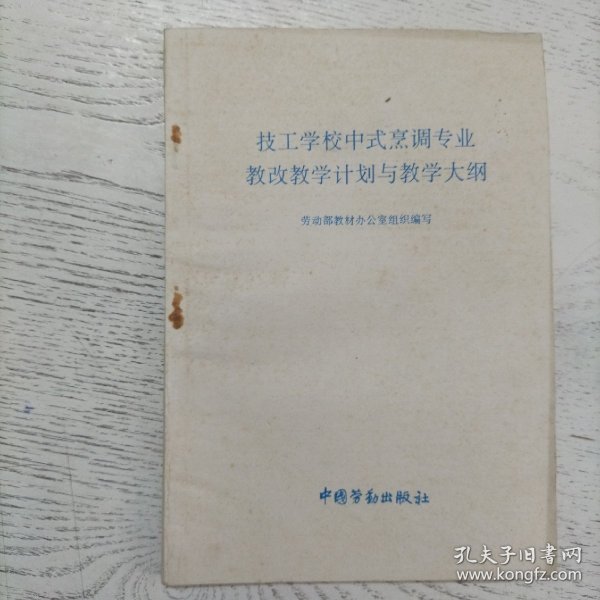 技工学校中式烹调专业
教改教学计划与教学大纲
劳动部教材办公室组织编写
中國劳動出版社
孔夫子旧书网
www.kongfz.com